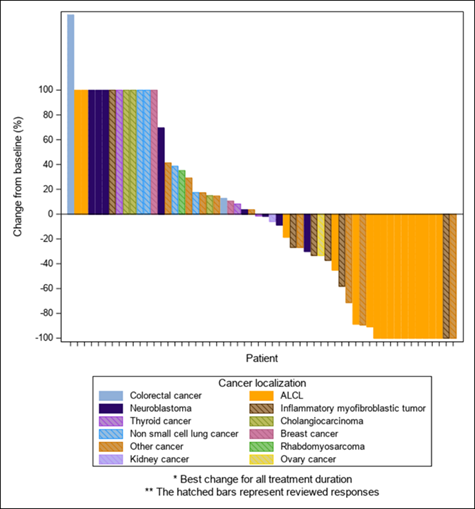 Change from baseline (%)
100
80
60
40
20
0
-20
-40
-60
-80
-100
Patient
Cancer localization
Colorectal cancer
ALCL
Neuroblastoma
Inflammatory myofibroblastic tumor
Thyroid cancer
Cholangiocarcinoma
Non small cell lung cancer
Breast cancer
Other cancer
Rhabdomyosarcoma
Kidney cancer
Ovary cancer
* Best change for all treatment duration
** The hatched bars represent reviewed responses